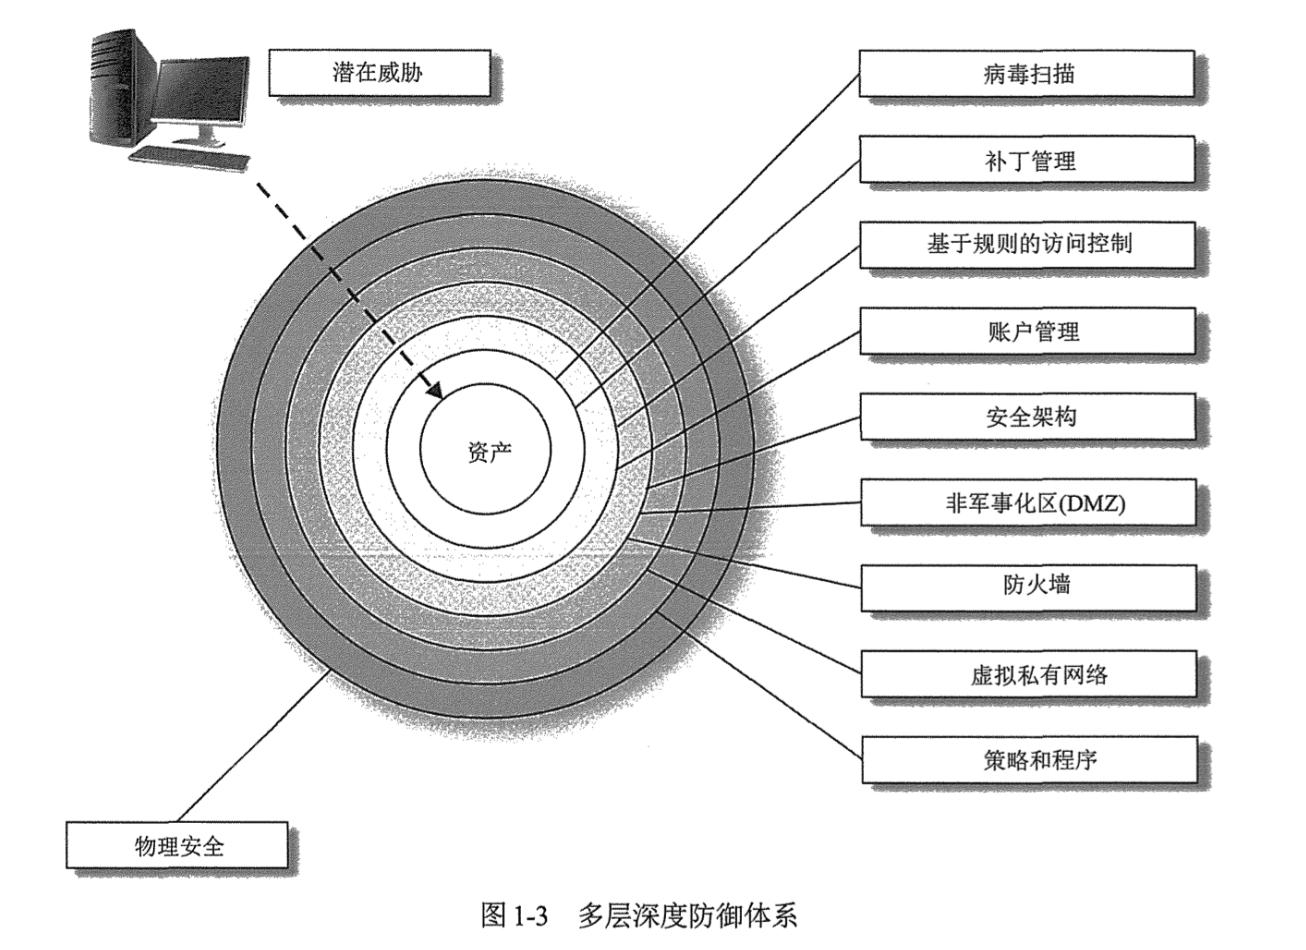 潜在威胁
病毒扫描
补丁管理
基于规则的访问控制
账户管理
安全架构
资产
非军事化区(DMZ)
防火墙
虚拟私有网络
策略和程序
物理安全
图 1-3 多层深度防御体系